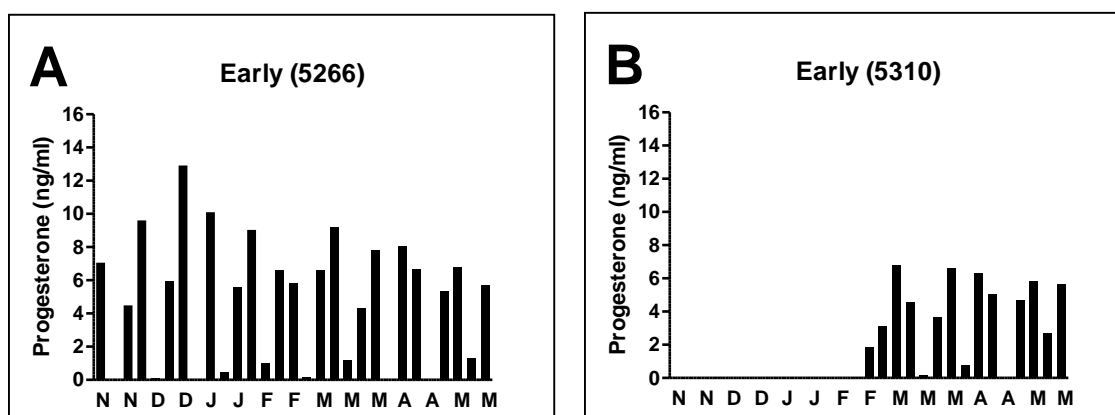 A
Early (5266)
Progesterone (ng/ml)
16
14
12
10
8
6
4
2
0
N N D D J J F F M M M A A M M
B
Early (5310)
Progesterone (ng/ml)
16
14
12
10
8
6
4
2
0
N N D D J J F F M M M A A M M